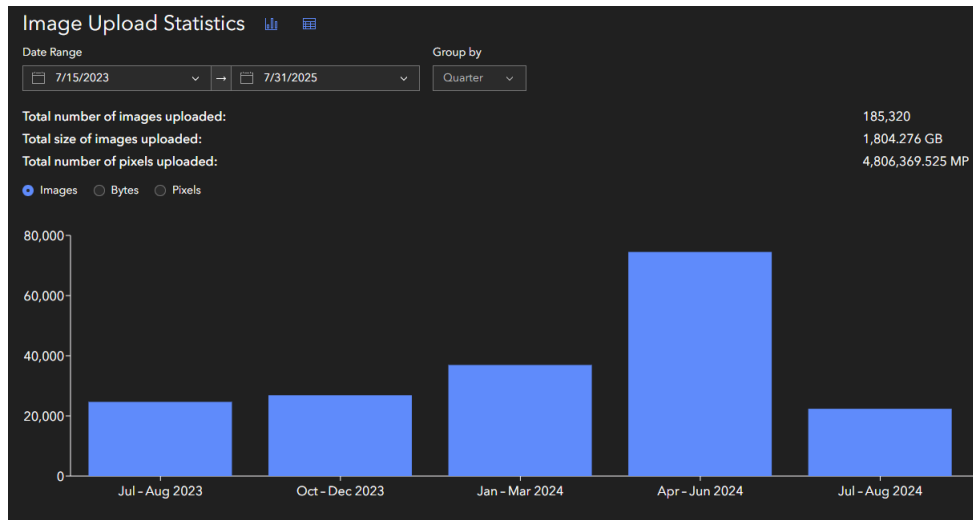 Image Upload Statistics
Date Range
Group by
7/15/2023 → 7/31/2025
Quarter
Total number of images uploaded: 185,320
Total size of images uploaded: 1,804.276 GB
Total number of pixels uploaded: 4,806,369.525 MP
Images Bytes Pixels
80,000
60,000
40,000
20,000
0
Jul – Aug 2023 Oct – Dec 2023 Jan – Mar 2024 Apr – Jun 2024 Jul – Aug 2024